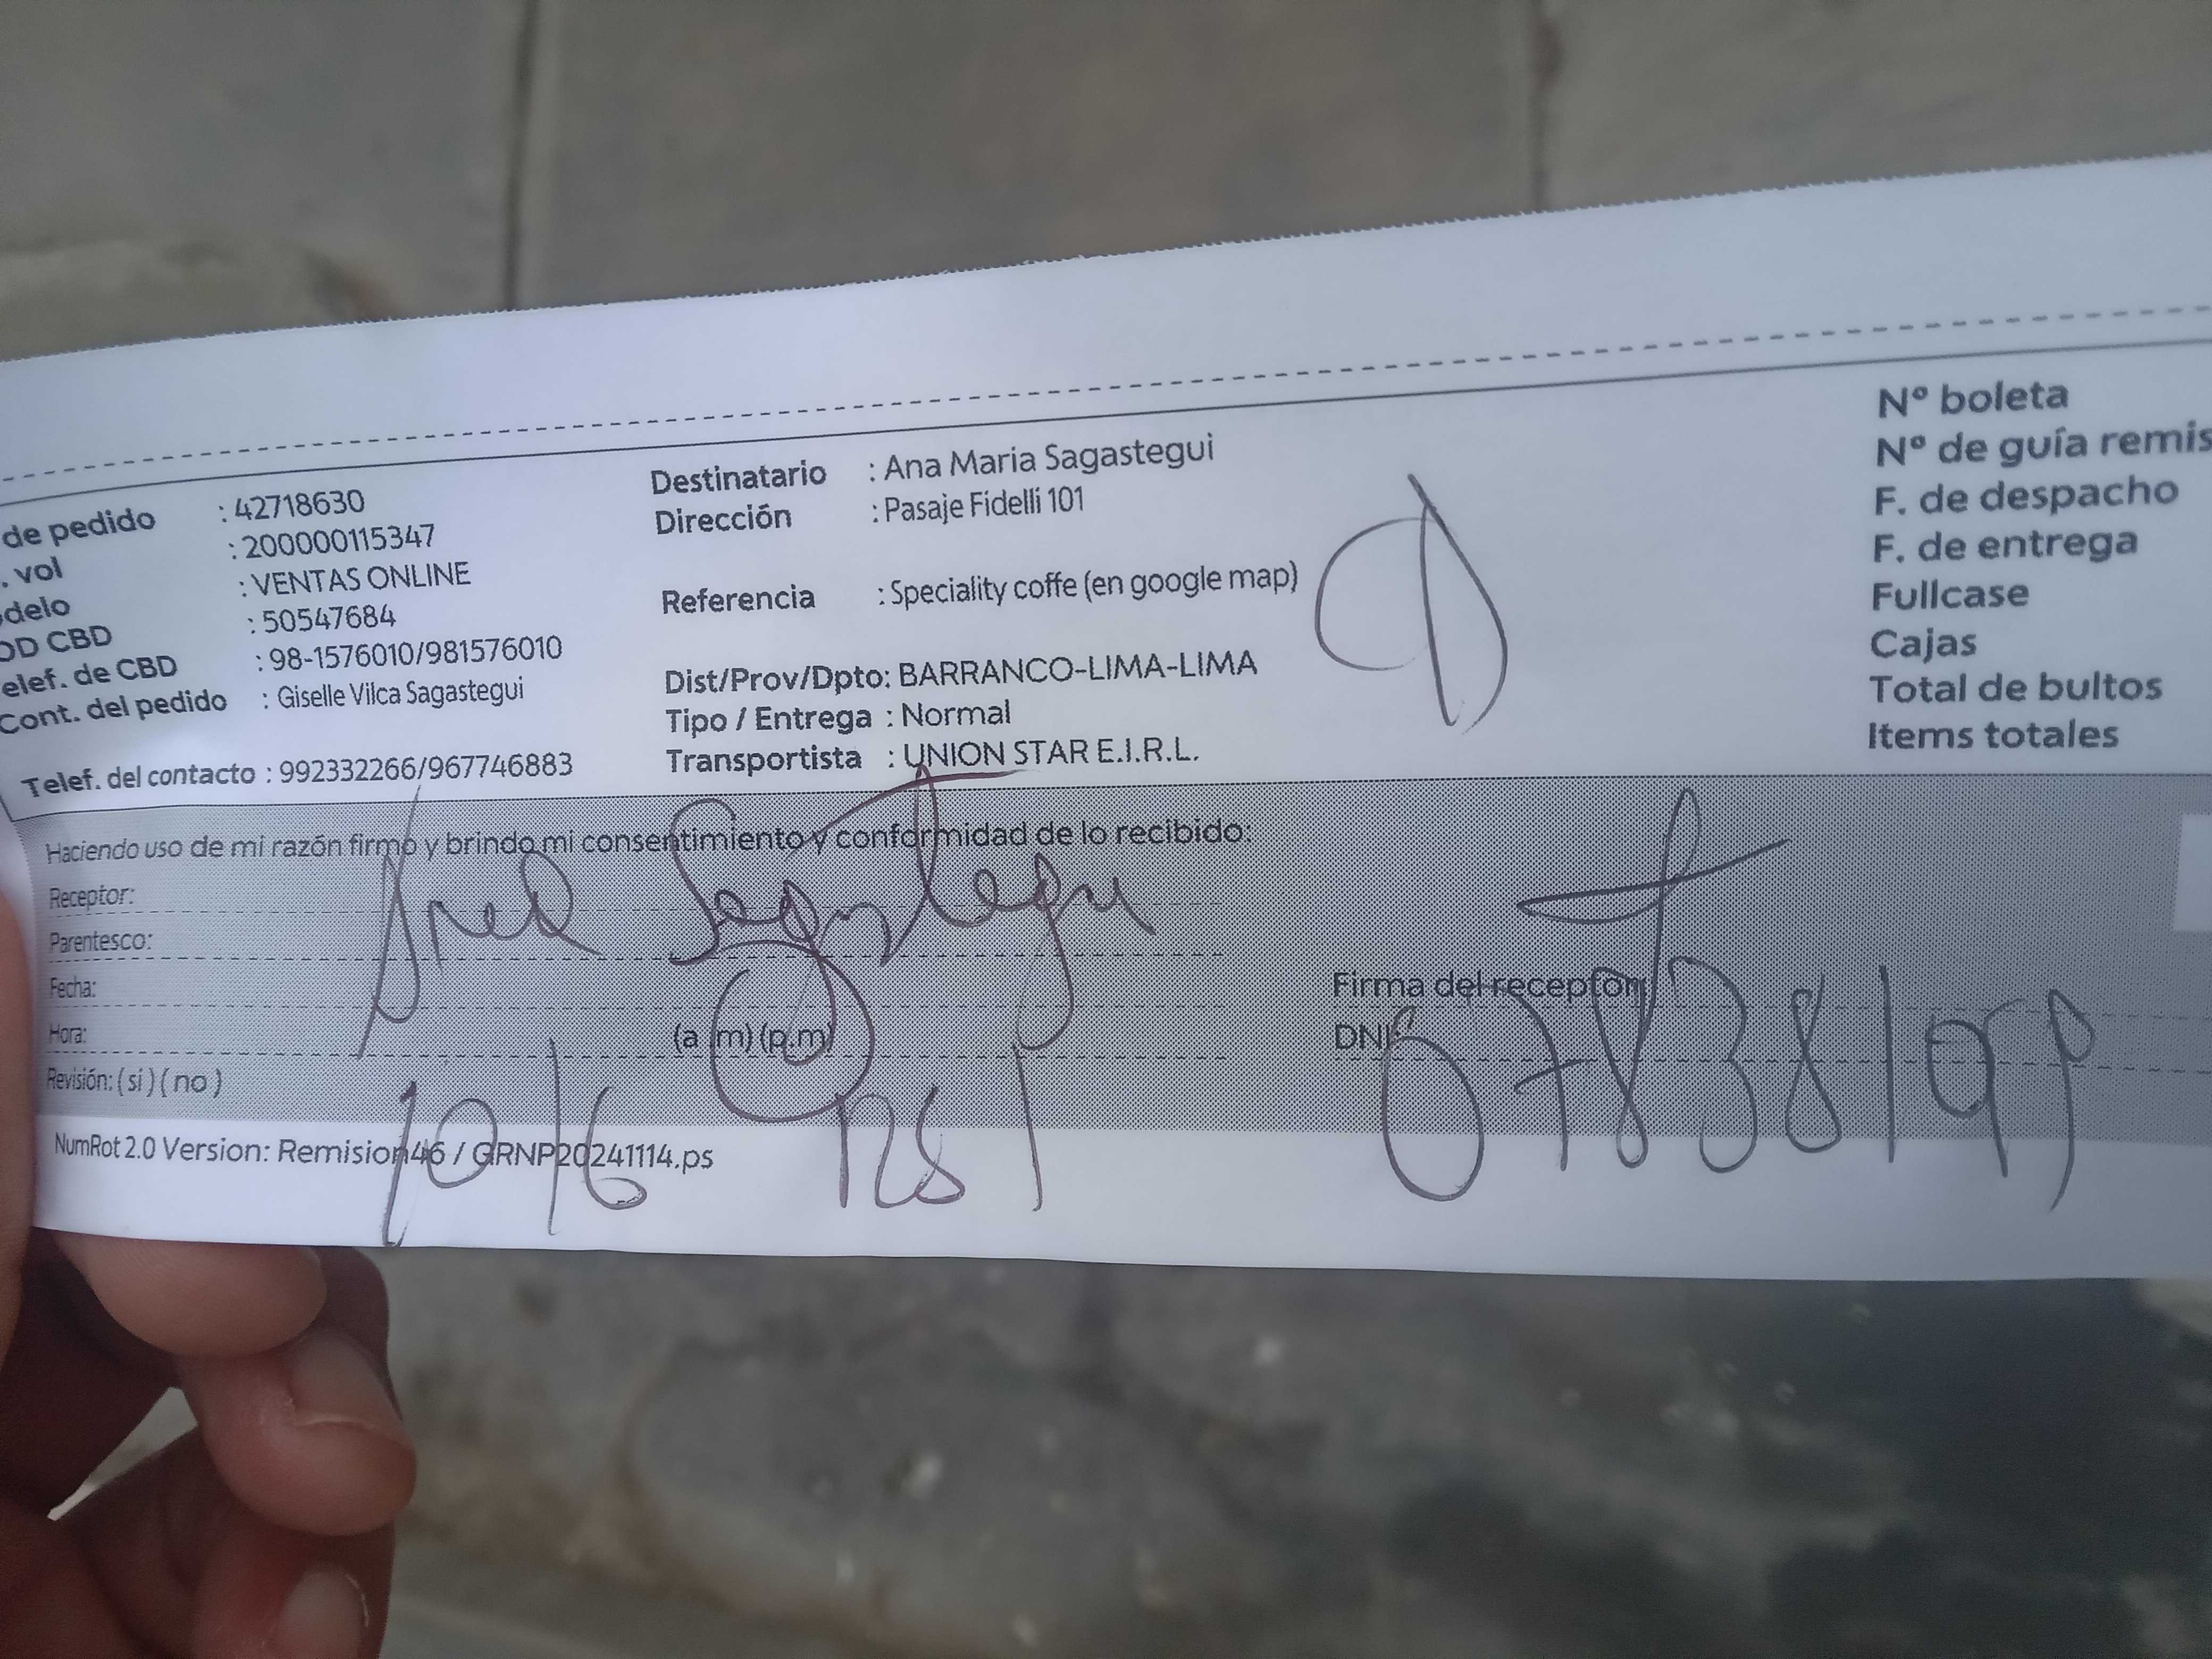 de pedido : 42718630
. vol : 200000115347
delo : VENTAS ONLINE
OD CBD : 50547684
elef. de CBD : 98-1576010/981576010
Cont. del pedido : Giselle Vilca Sagastegui
Telef. del contacto : 992332266/967746883
Destinatario : Ana Maria Sagastegui
Dirección : Pasaje Fidelli 101
Referencia : Speciality coffe (en google map)
Dist/Prov/Dpto: BARRANCO-LIMA-LIMA
Tipo / Entrega : Normal
Transportista : UNION STAR E.I.R.L.
Nº boleta
Nº de guía remis
F. de despacho
F. de entrega
Fullcase
Cajas
Total de bultos
Items totales
Haciendo uso de mi razón firmo y brindo mi consentimiento y conformidad de lo recibido:
Receptor:
Parentesco:
Fecha:
Hora: (a.m) (p.m)
Revisión: (si) (no)
Firma del receptor
DNI:
NumRot 2.0 Version: Remision46 / GRNP20241114.ps
10/6